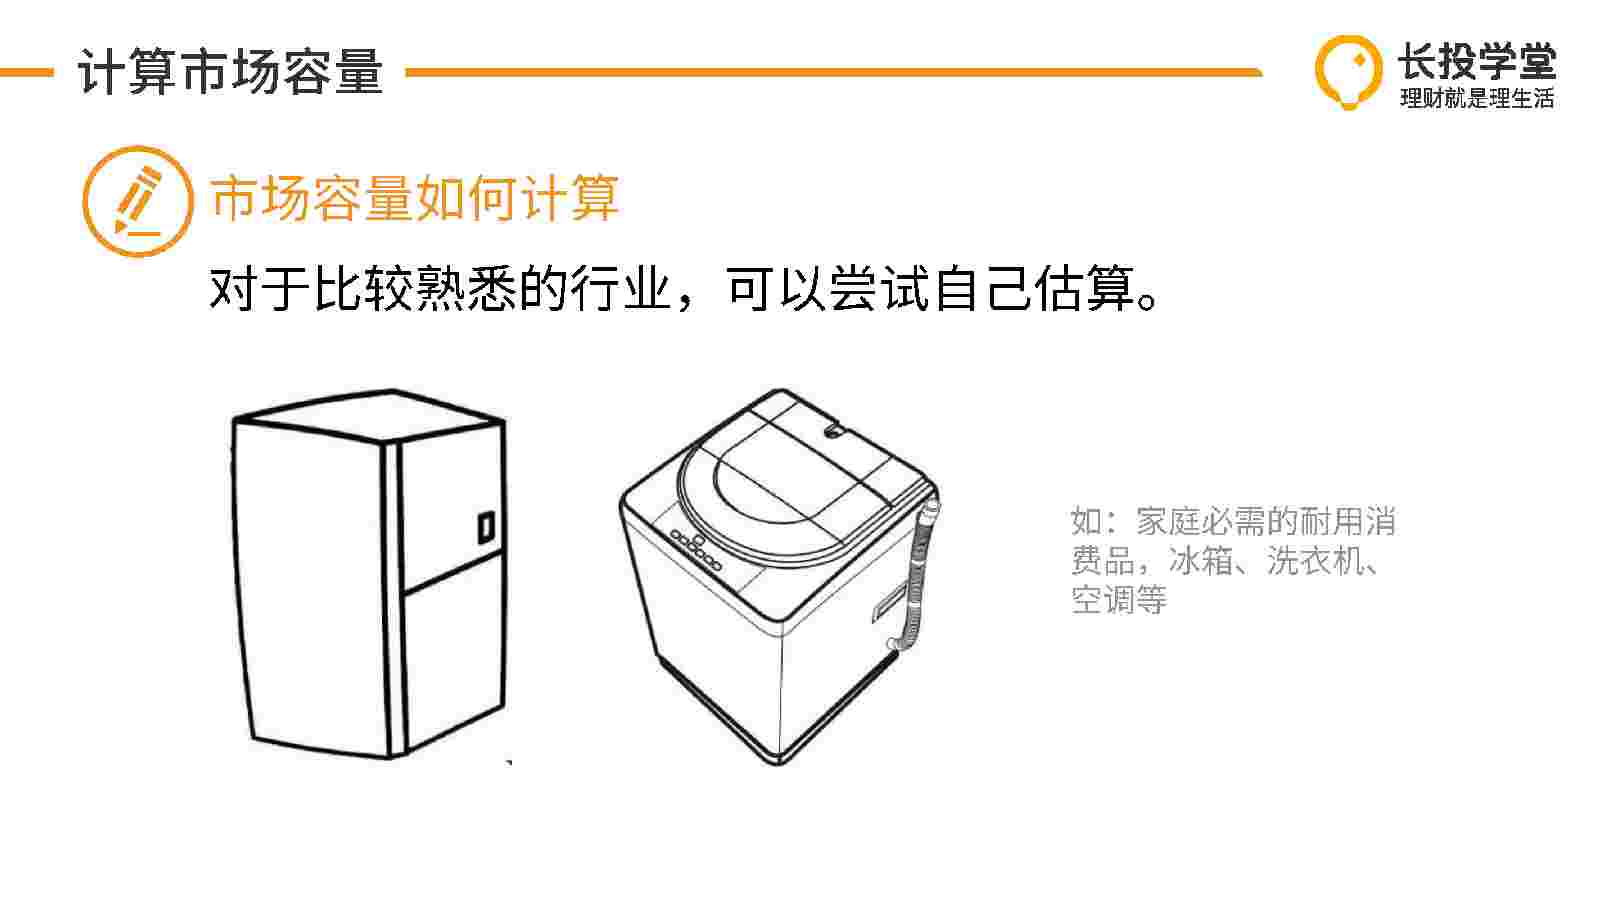 计算市场容量
长投学堂
理财就是理生活
市场容量如何计算
对于比较熟悉的行业，可以尝试自己估算。
如：家庭必需的耐用消
费品，冰箱、洗衣机、
空调等